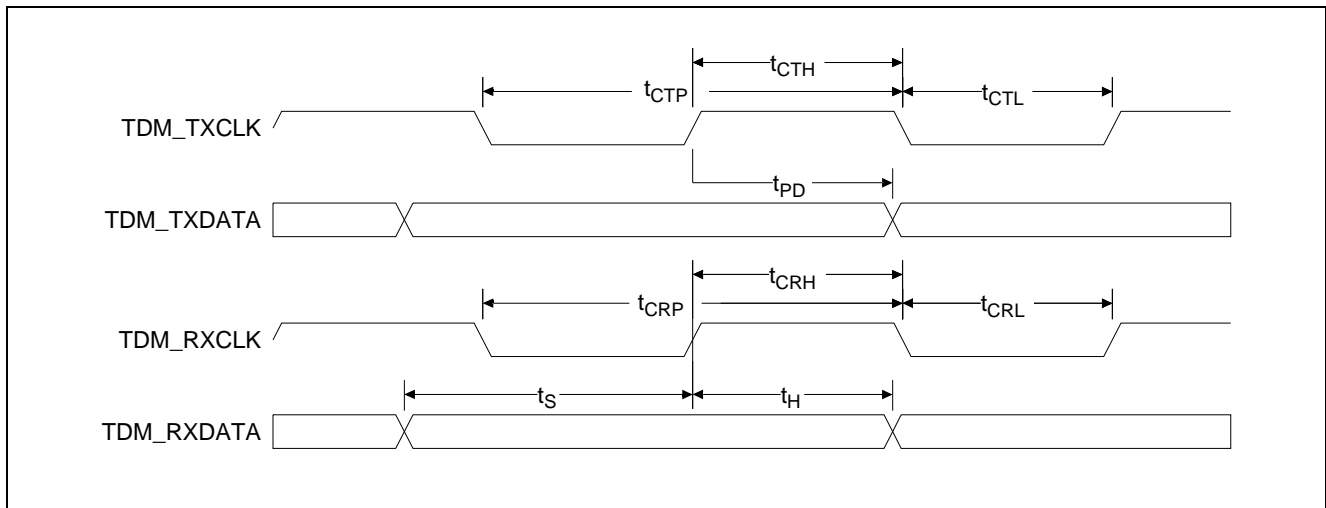 tCTH
tCTP
tCTL
TDM_TXCLK
tPD
TDM_TXDATA
tCRH
tCRP
tCRL
TDM_RXCLK
tS
tH
TDM_RXDATA